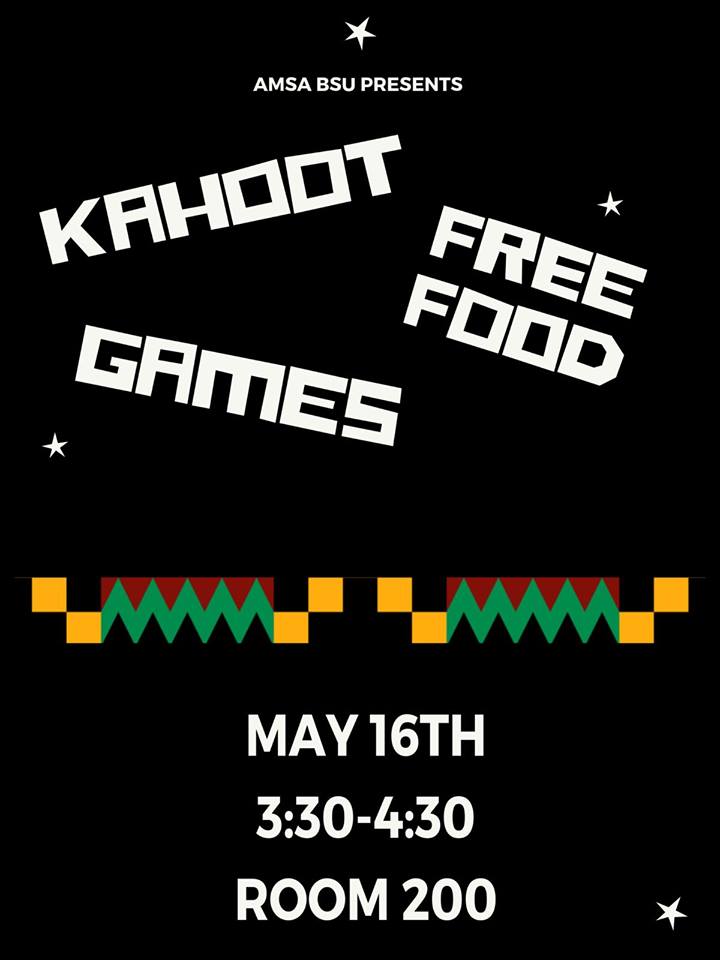 AMSA BSU PRESENTS
KAHOOT
FREE
FOOD
GAMES
MAY 16TH
3:30-4:30
ROOM 200